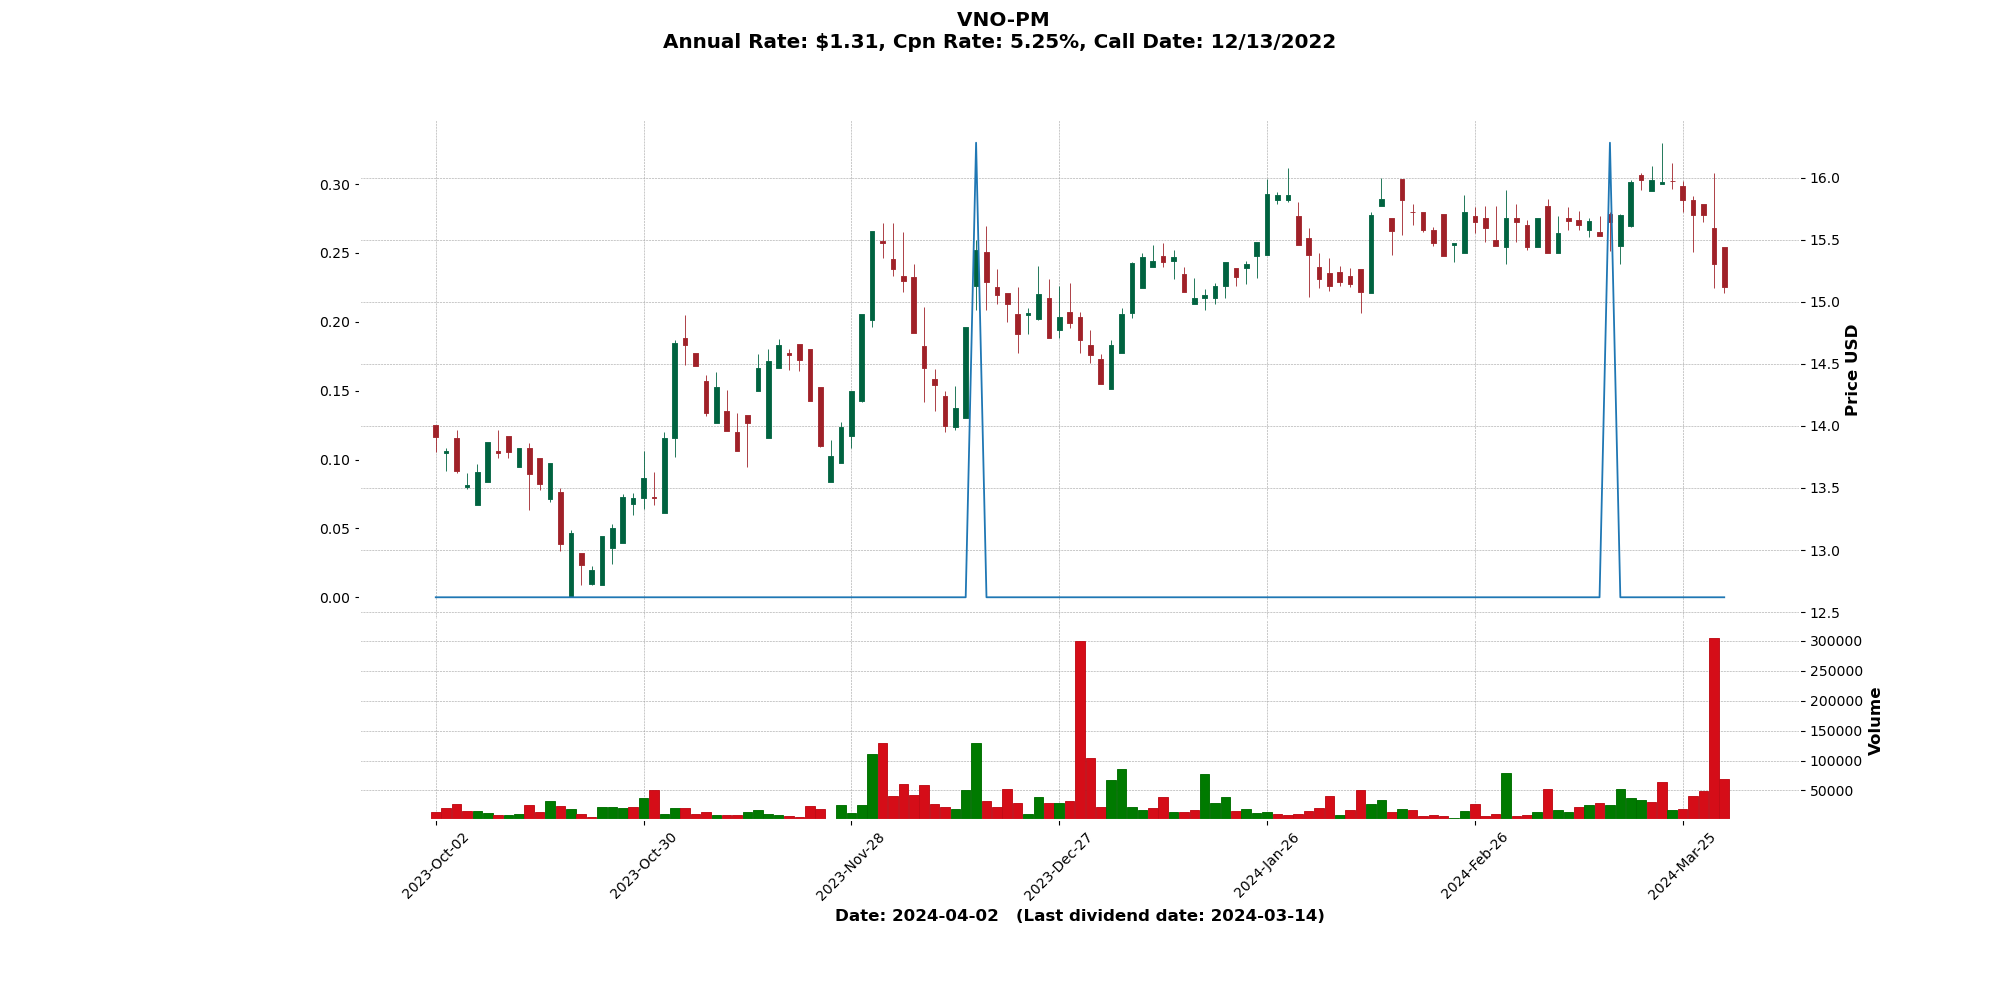 VNO-PM
Annual Rate: $1.31, Cpn Rate: 5.25%, Call Date: 12/13/2022
0.30
0.25
0.20
0.15
0.10
0.05
0.00
16.0
15.5
15.0
14.5
14.0
13.5
13.0
12.5
Price USD
300000
250000
200000
150000
100000
50000
Volume
2023-Oct-02
2023-Oct-30
2023-Nov-28
2023-Dec-27
2024-Jan-26
2024-Feb-26
2024-Mar-25
Date: 2024-04-02 (Last dividend date: 2024-03-14)